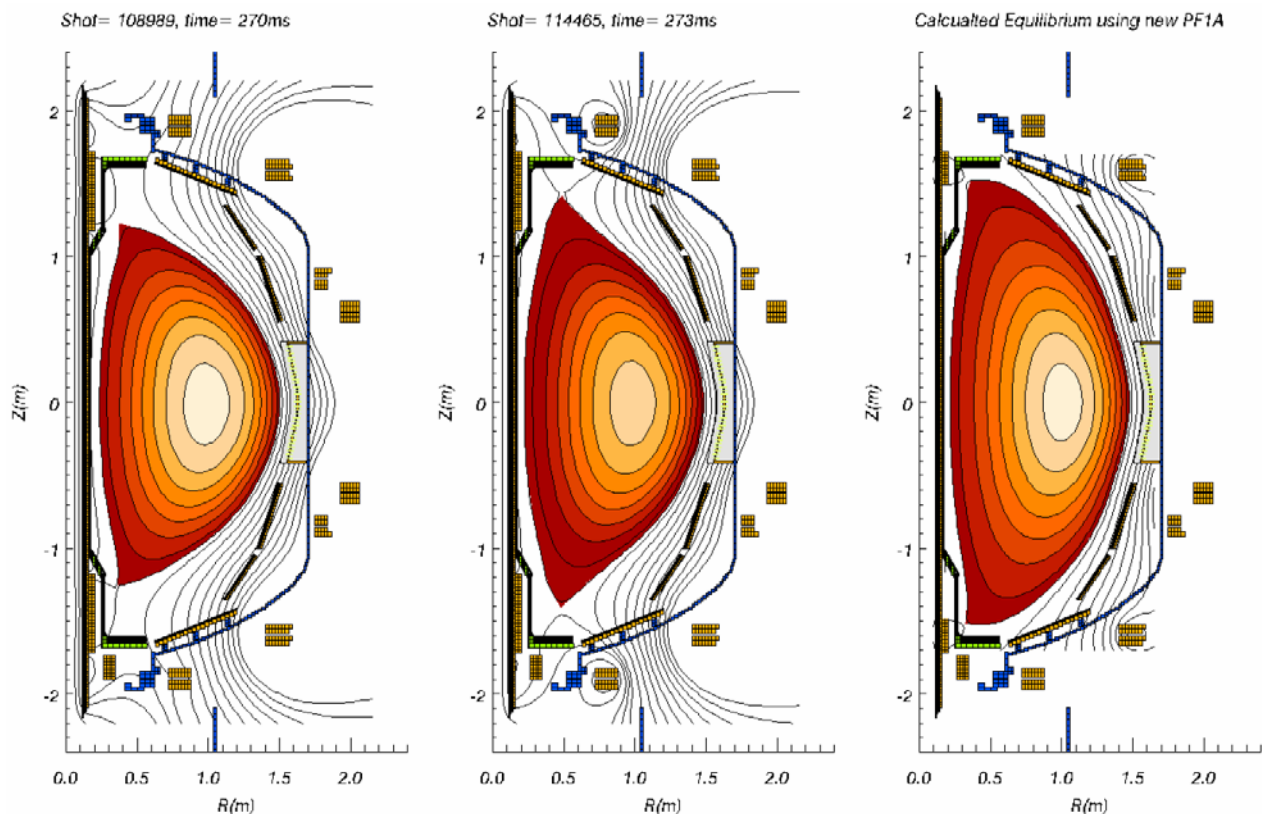 Shot= 108989, time= 270ms
Shot= 114465, time= 273ms
Calcualted Equilibrium using new PF1A
2
1
0
-1
-2
Z(m)
0.0 0.5 1.0 1.5 2.0
R(m)
2
1
0
-1
-2
Z(m)
0.0 0.5 1.0 1.5 2.0
R(m)
2
1
0
-1
-2
Z(m)
0.0 0.5 1.0 1.5 2.0
R(m)